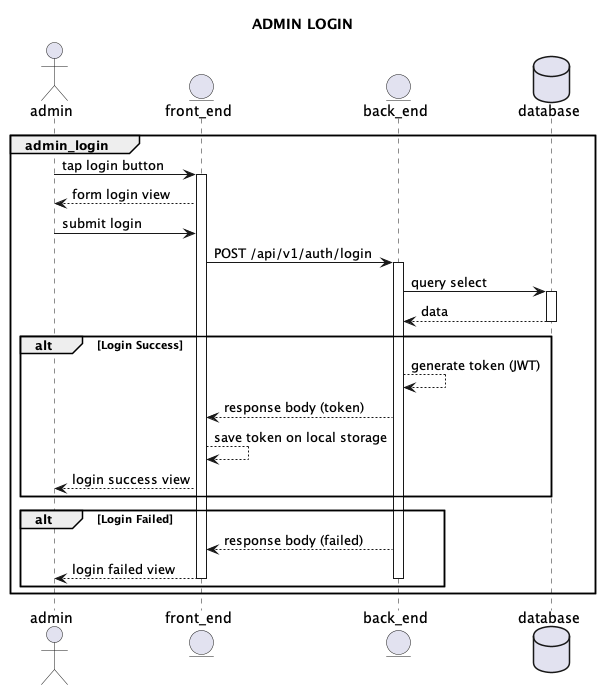 ADMIN LOGIN
admin
front_end
back_end
database
admin_login
tap login button
form login view
submit login
POST /api/v1/auth/login
query select
data
alt [Login Success]
generate token (JWT)
response body (token)
save token on local storage
login success view
alt [Login Failed]
response body (failed)
login failed view
admin
front_end
back_end
database